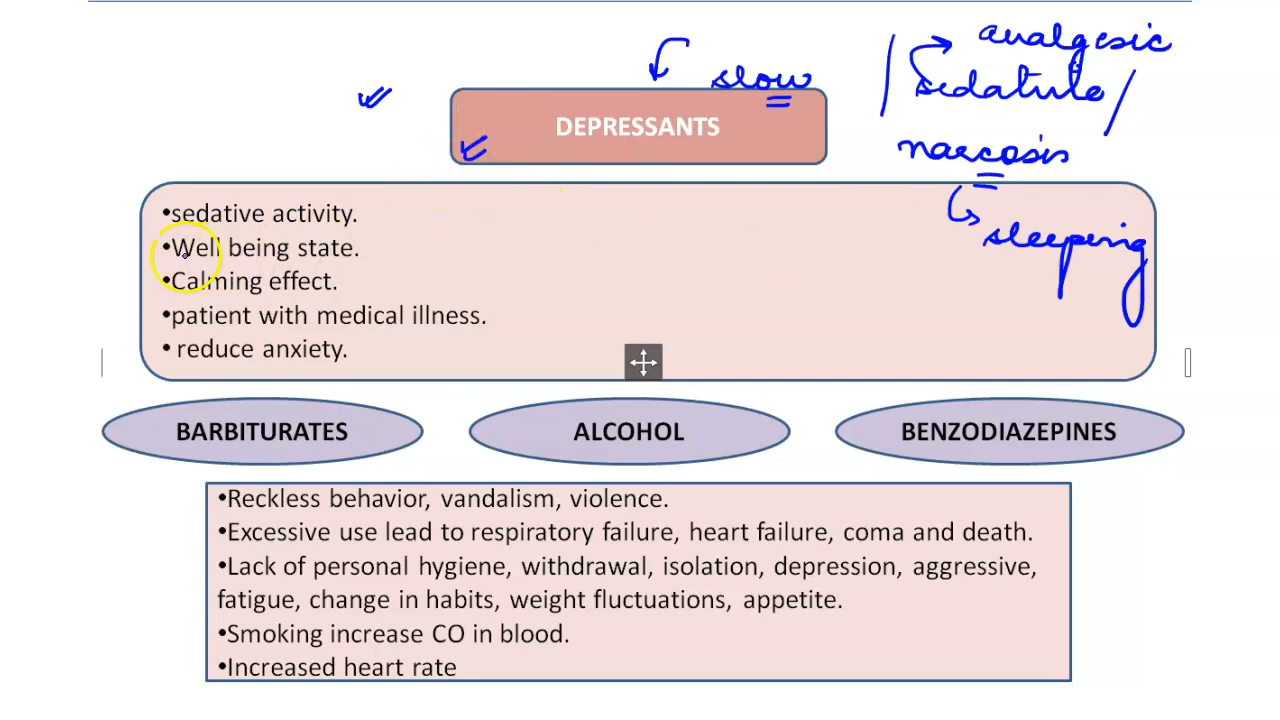 analgesic
slow
sedative
DEPRESSANTS
narcosis
•sedative activity.
sleeping
•Well being state.
•Calming effect.
•patient with medical illness.
• reduce anxiety.
BARBITURATES
ALCOHOL
BENZODIAZEPINES
•Reckless behavior, vandalism, violence.
•Excessive use lead to respiratory failure, heart failure, coma and death.
•Lack of personal hygiene, withdrawal, isolation, depression, aggressive,
fatigue, change in habits, weight fluctuations, appetite.
•Smoking increase CO in blood.
•Increased heart rate